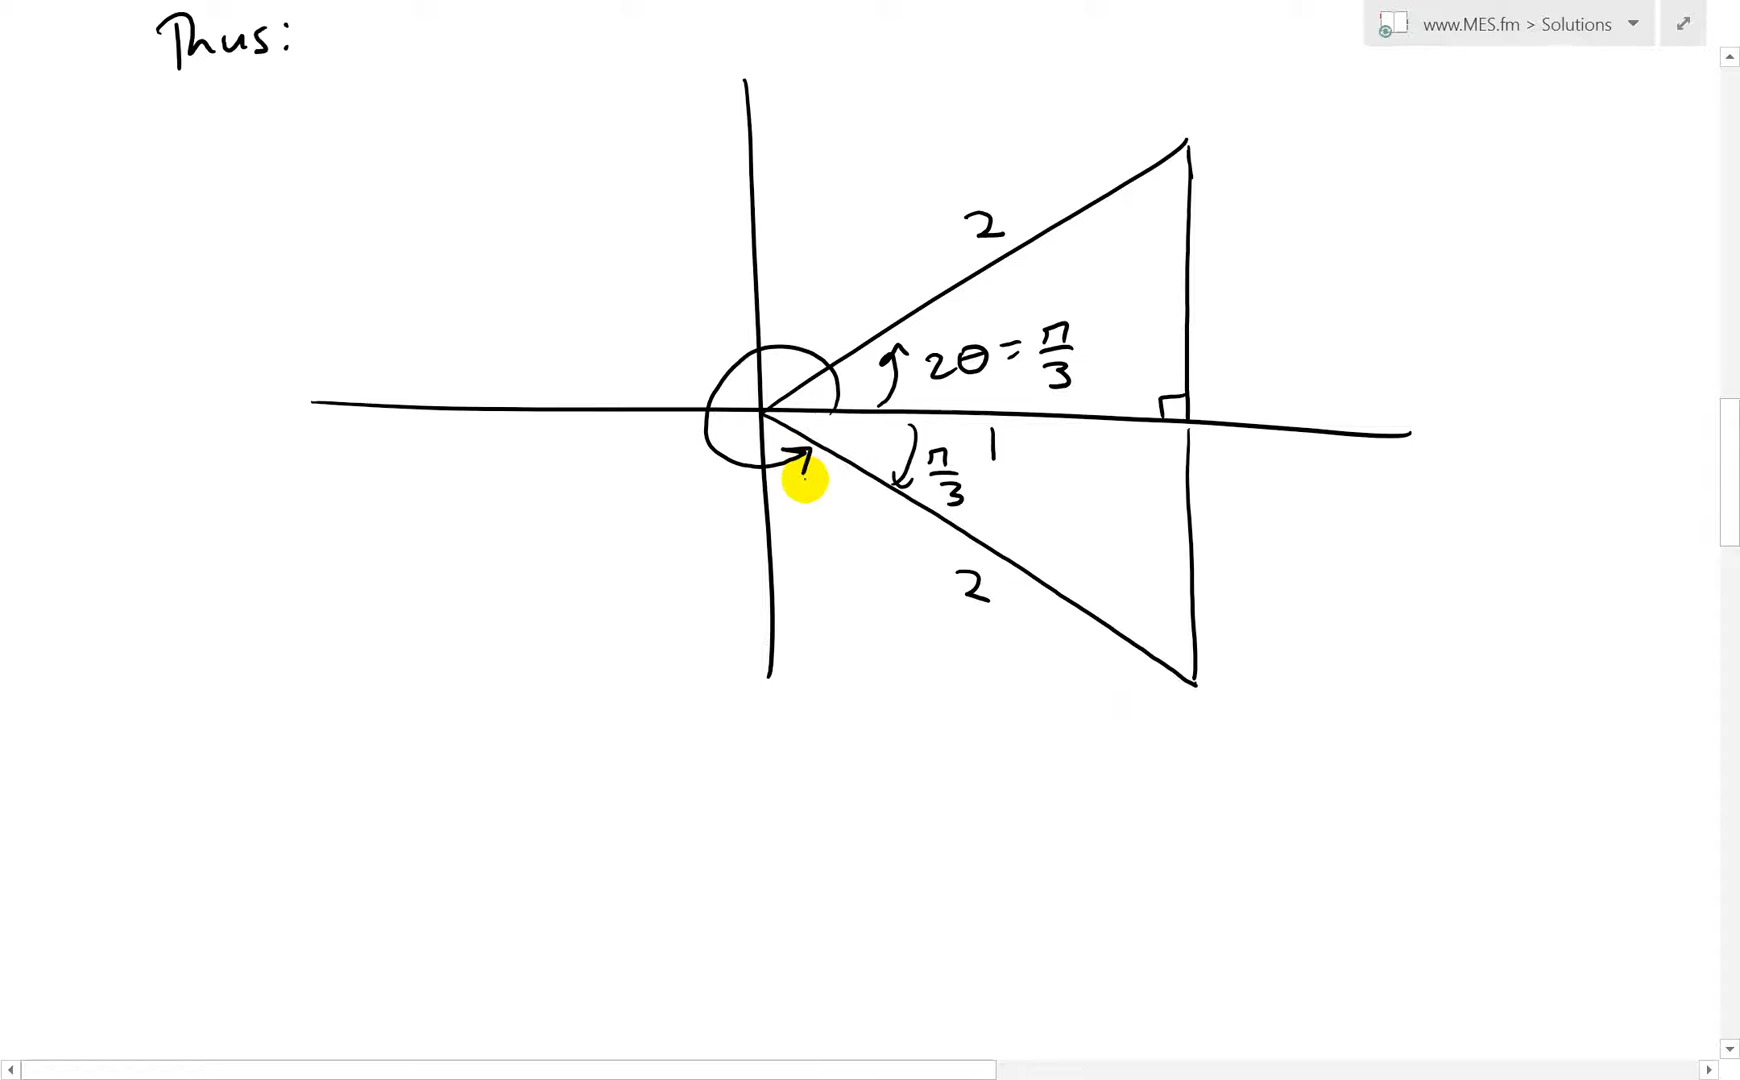 Thus:
www.MES.fm > Solutions
2
2θ = π/3
1
π/3
2